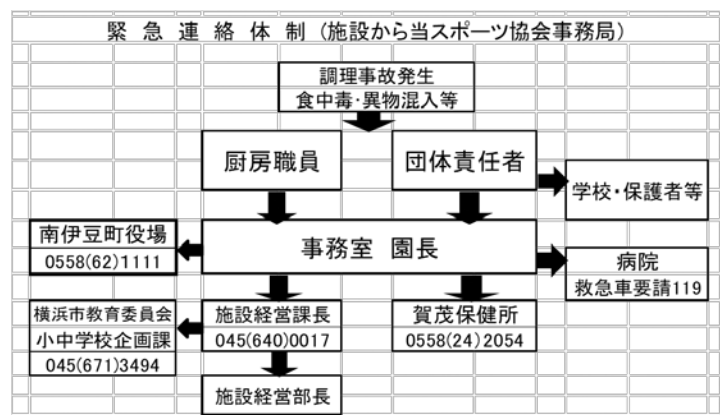 緊急連絡体制(施設から当スポーツ協会事務局)
調理事故発生
食中毒・異物混入等
厨房職員
団体責任者
学校・保護者等
南伊豆町役場
0558(62)1111
事務室 園長
病院
救急車要請119
横浜市教育委員会
小中学校企画課
045(671)3494
施設経営課長
045(640)0017
賀茂保健所
0558(24)2054
施設経営部長